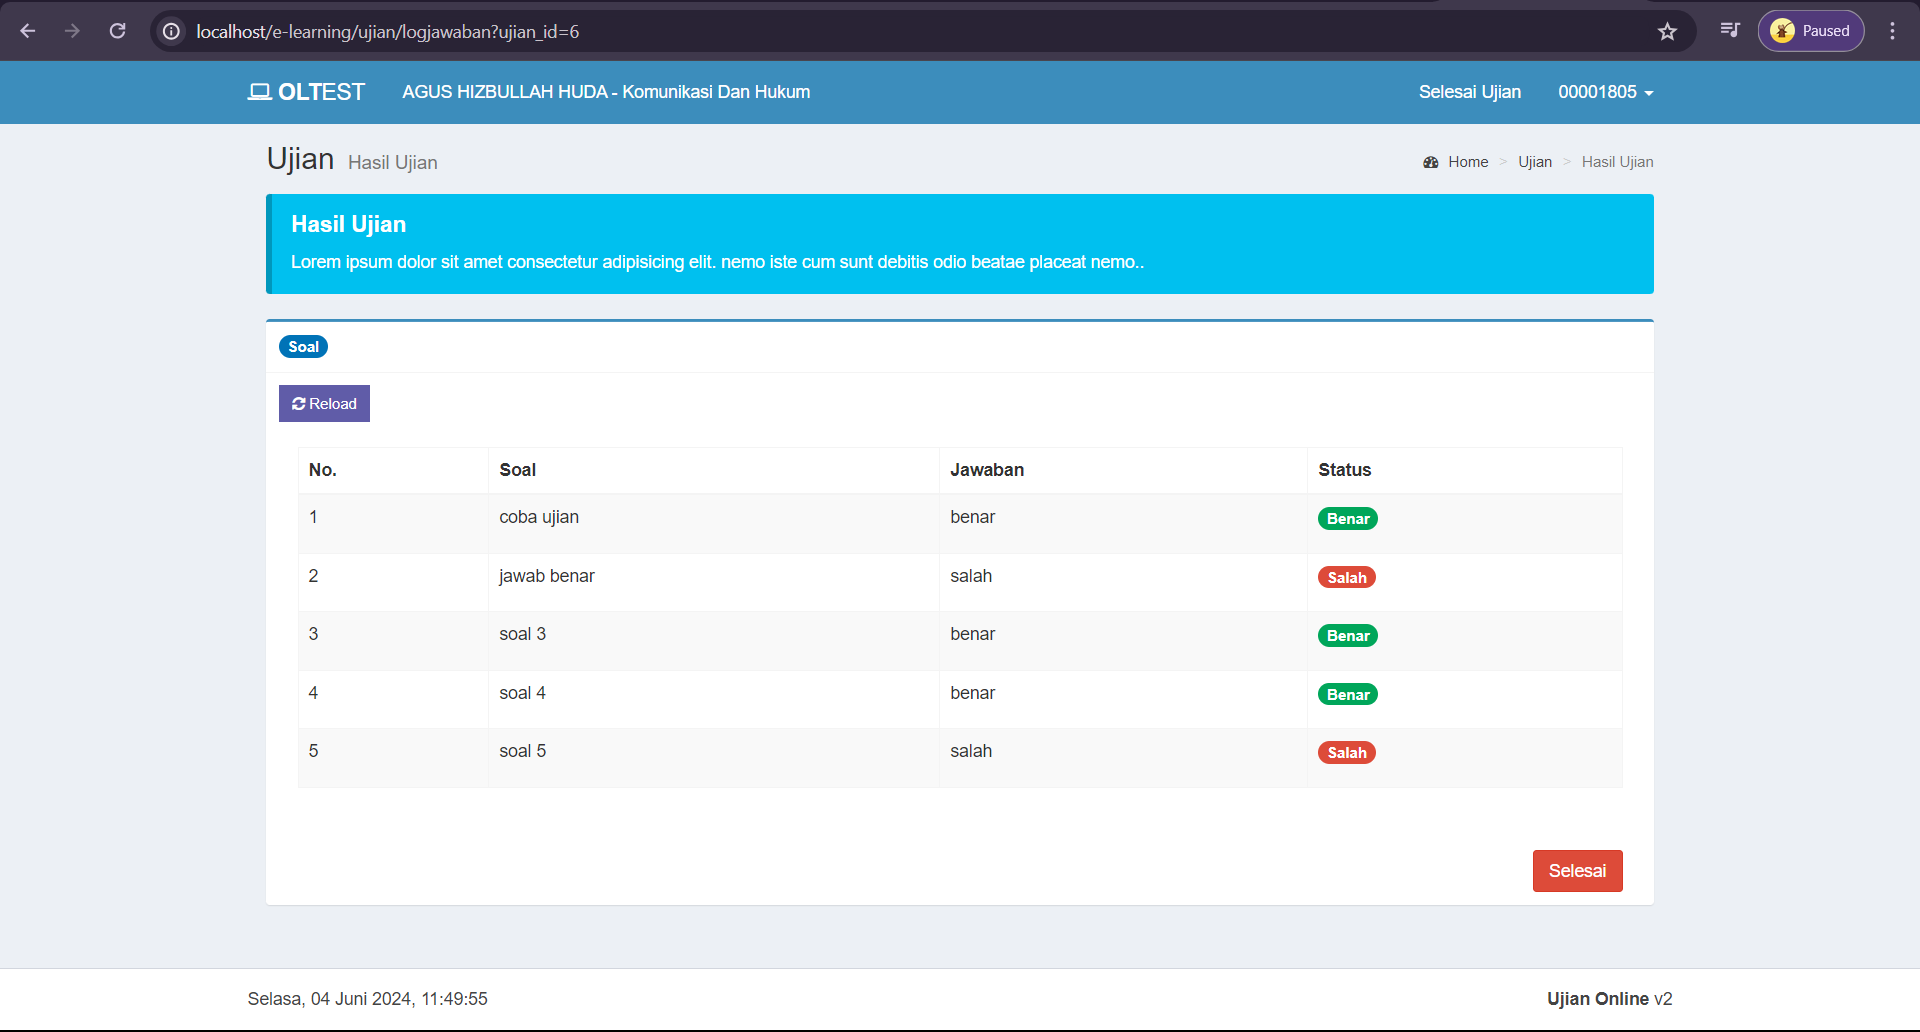 localhost/e-learning/ujian/logjawaban?ujian_id=6
Paused
OLTEST AGUS HIZBULLAH HUDA - Komunikasi Dan Hukum Selesai Ujian 00001805
Ujian Hasil Ujian Home > Ujian > Hasil Ujian
Hasil Ujian
Lorem ipsum dolor sit amet consectetur adipisicing elit. nemo iste cum sunt debitis odio beatae placeat nemo..
Soal
Reload
No. Soal Jawaban Status
1 coba ujian benar Benar
2 jawab benar salah Salah
3 soal 3 benar Benar
4 soal 4 benar Benar
5 soal 5 salah Salah
Selesai
Selasa, 04 Juni 2024, 11:49:55 Ujian Online v2